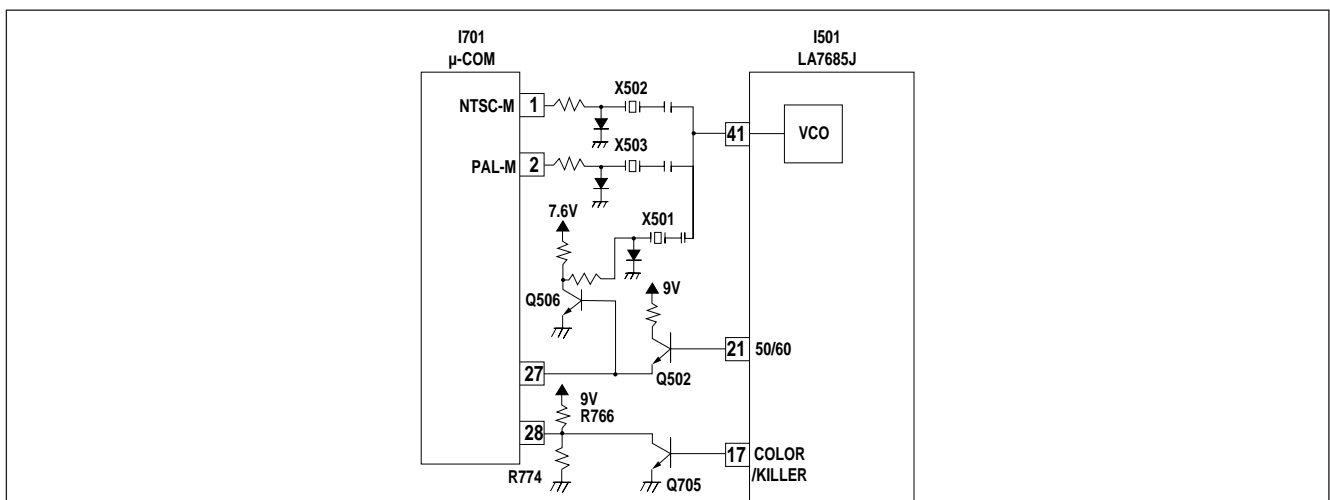 I701
μ-COM
I501
LA7685J
NTSC-M
1
X502
41
VCO
PAL-M
2
X503
7.6V
X501
Q506
9V
21
50/60
27
Q502
9V
R766
28
R774
Q705
17
COLOR
/KILLER